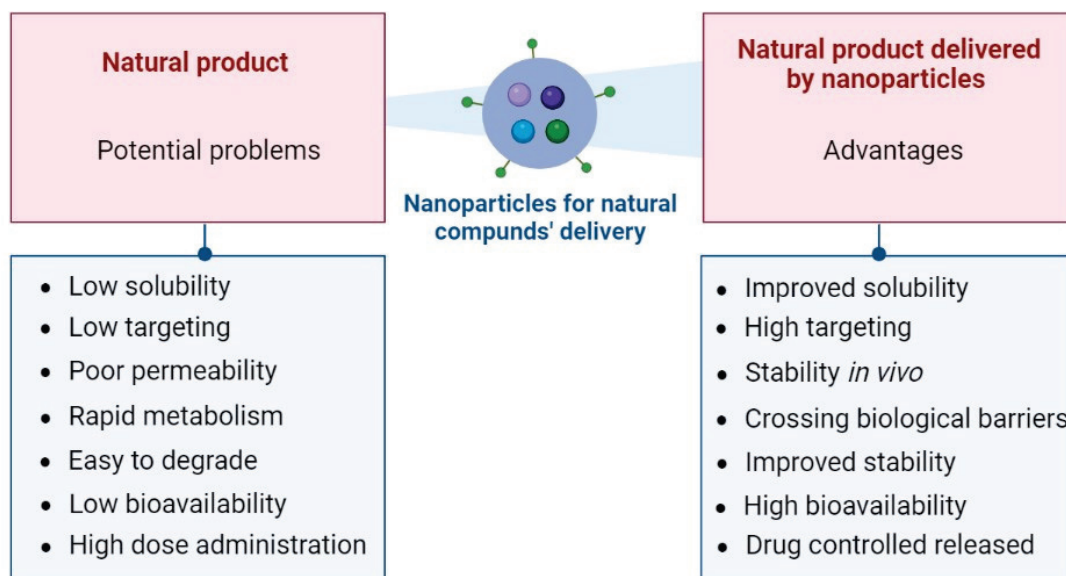 Natural product
Potential problems
Nanoparticles for natural
compunds' delivery
Natural product delivered
by nanoparticles
Advantages
• Low solubility
• Low targeting
• Poor permeability
• Rapid metabolism
• Easy to degrade
• Low bioavailability
• High dose administration
• Improved solubility
• High targeting
• Stability in vivo
• Crossing biological barriers
• Improved stability
• High bioavailability
• Drug controlled released